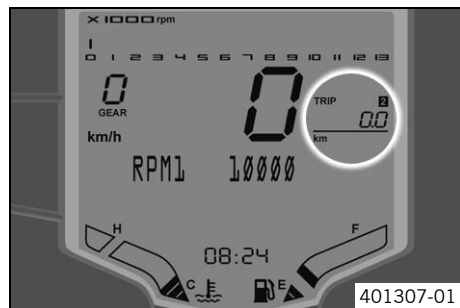 X1000 rpm
0 1 2 3 4 5 6 7 8 9 10 11 12 13
0 0 TRIP 2
GEAR 0.0
km/h km
RPM1 10000
H F
08:24
C E
401307-01